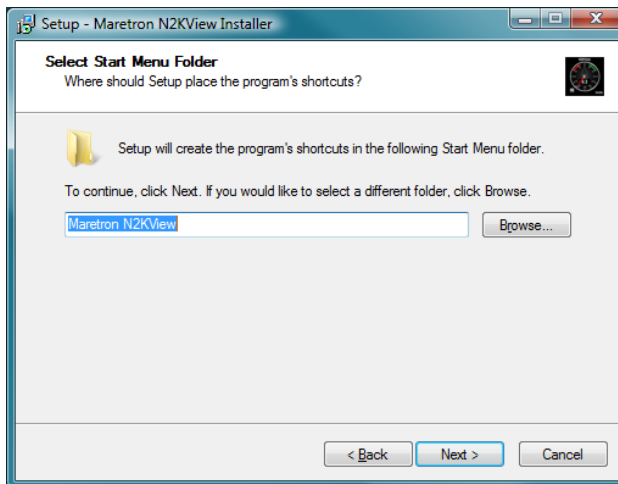 Setup - Maretron N2KView Installer
Select Start Menu Folder
Where should Setup place the program's shortcuts?
Setup will create the program's shortcuts in the following Start Menu folder.
To continue, click Next. If you would like to select a different folder, click Browse.
Maretron N2KView
Browse...
< Back
Next >
Cancel